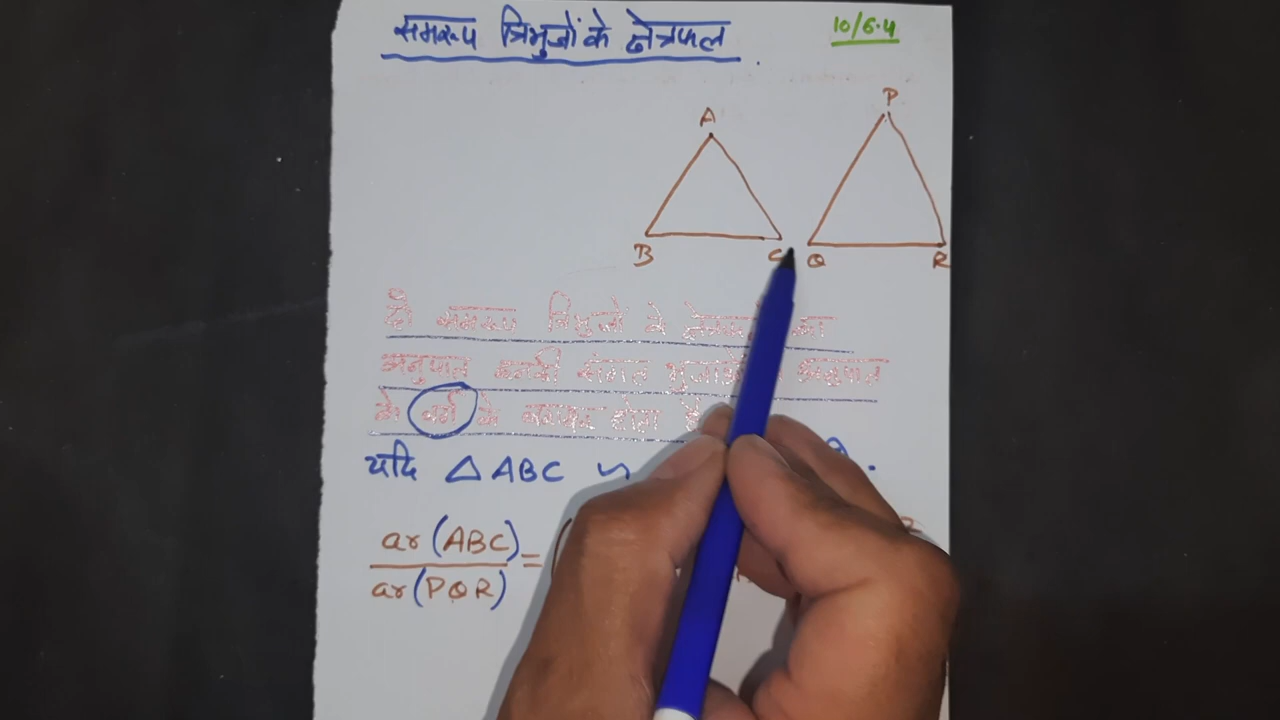 समरूप त्रिभुजों के क्षेत्रफल
10/6.4
A
P
B
C
Q
R
दो समरूप त्रिभुजों के का
अनुपात उनकी संगत भुजाओं अनुपात
के वर्ग के बराबर होता है
यदि △ ABC ∽
ar (ABC)
= (
ar (PQR)